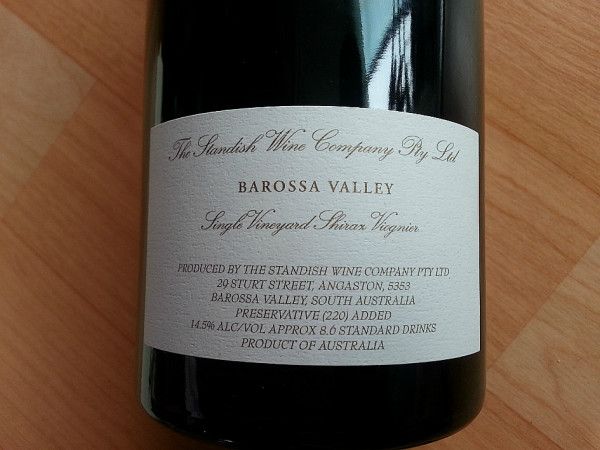 The Standish Wine Company Pty Ltd
BAROSSA VALLEY
Single Vineyard Shiraz Viognier
PRODUCED BY THE STANDISH WINE COMPANY PTY LTD
29 STURT STREET, ANGASTON, 5353
BAROSSA VALLEY, SOUTH AUSTRALIA
PRESERVATIVE (220) ADDED
14.5% ALC/VOL APPROX 8.6 STANDARD DRINKS
PRODUCT OF AUSTRALIA